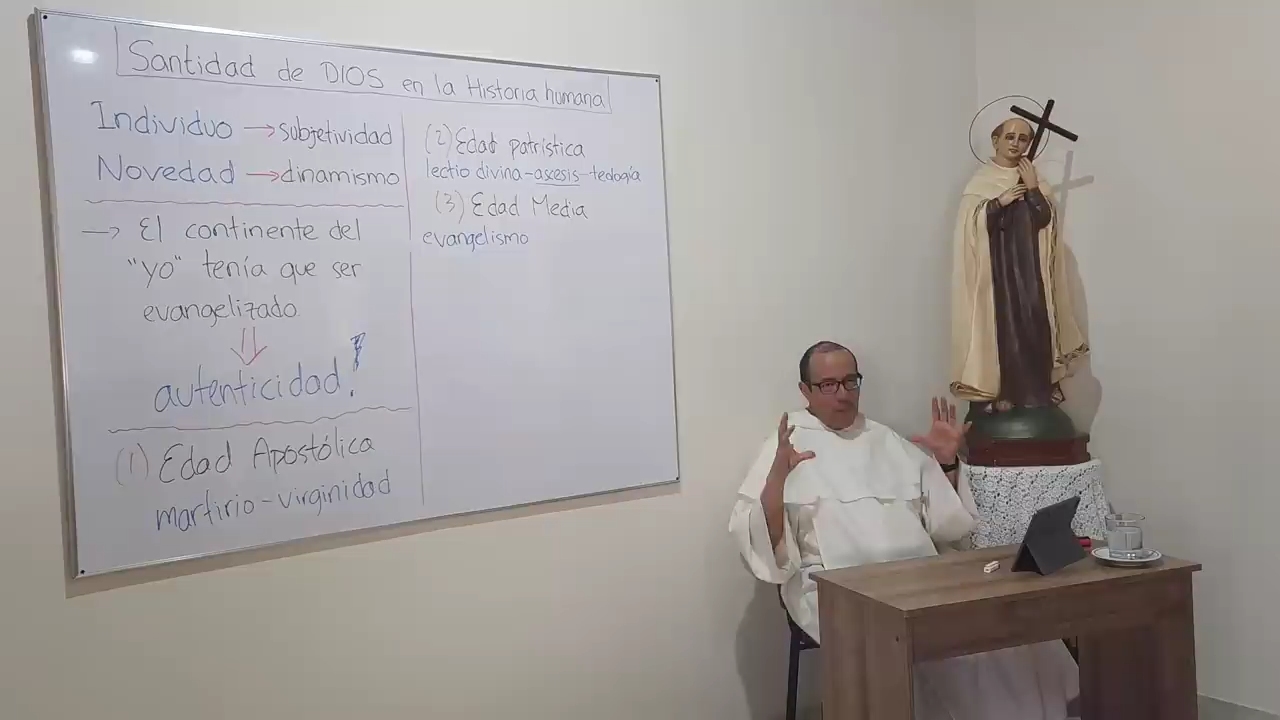 Santidad de DIOS en la Historia humana
Individuo → subjetividad
Novedad → dinamismo
→ El continente del
"yo" tenía que ser
evangelizado
⇓
autenticidad!
(1) Edad Apostólica
martirio - virginidad
(2) Edad patrística
lectio divina - ascesis - teología
(3) Edad Media
evangelismo